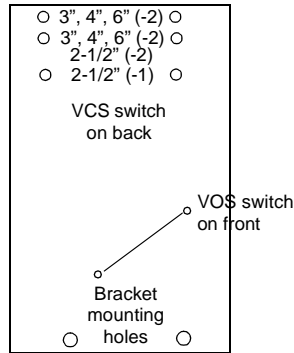 3”, 4”, 6” (-2)
3”, 4”, 6” (-2)
2-1/2” (-2)
2-1/2” (-1)
VCS switch
on back
VOS switch
on front
Bracket
mounting
holes